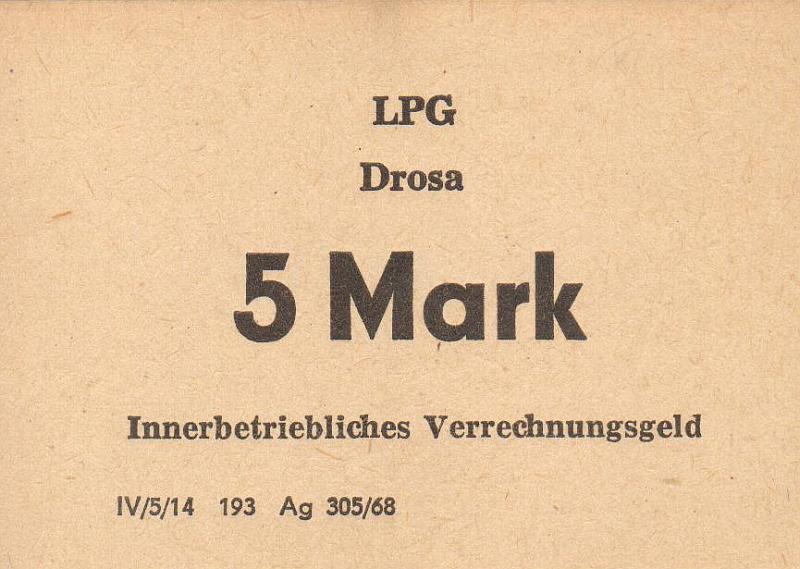 LPG
Drosa
5 Mark
Innerbetriebliches Verrechnungsgeld
IV/5/14 193 Ag 305/68